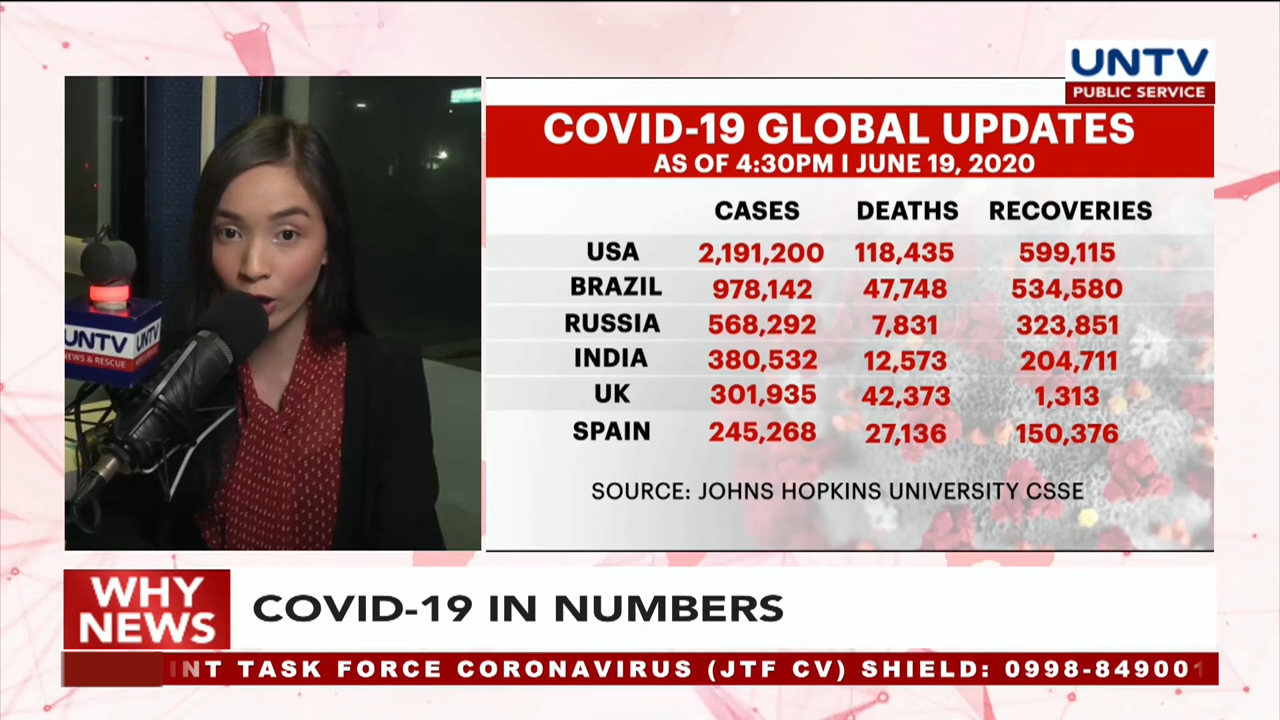 UNTV
PUBLIC SERVICE
COVID-19 GLOBAL UPDATES
AS OF 4:30PM I JUNE 19, 2020
CASES DEATHS RECOVERIES
USA 2,191,200 118,435 599,115
BRAZIL 978,142 47,748 534,580
RUSSIA 568,292 7,831 323,851
INDIA 380,532 12,573 204,711
UK 301,935 42,373 1,313
SPAIN 245,268 27,136 150,376
SOURCE: JOHNS HOPKINS UNIVERSITY CSSE
UNTV
UNTV
NEWS & RESCUE
WHY
NEWS
COVID-19 IN NUMBERS
INT TASK FORCE CORONAVIRUS (JTF CV) SHIELD: 0998-849001